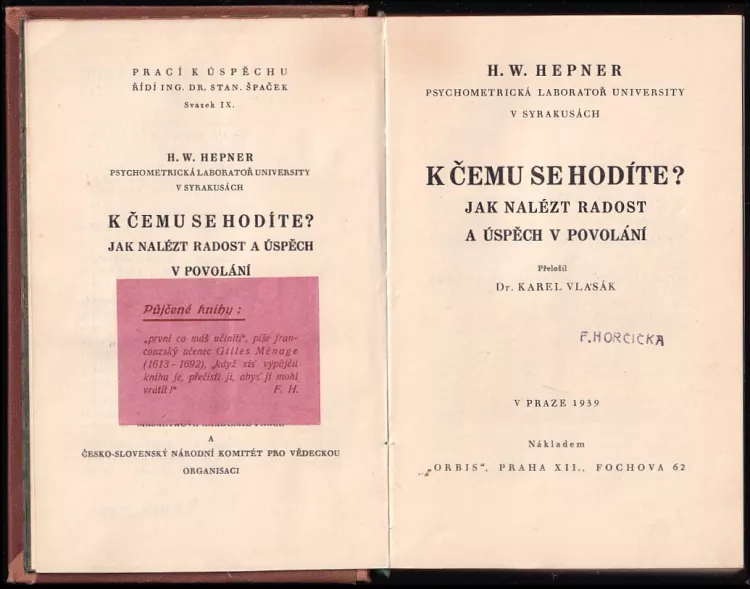 PRACÍ K ÚSPĚCHU
ŘÍDÍ ING. DR. STAN. ŠPAČEK
Svazek IX.
H. W. HEPNER
PSYCHOMETRICKÁ LABORATOŘ UNIVERSITY
V SYRAKUSÁCH
K ČEMU SE HODÍTE?
JAK NALÉZT RADOST A ÚSPĚCH
V POVOLÁNÍ
Půjčené knihy :
„první co máš učiniti“, píše fran-
couzský učenec Gilles Ménage
(1613 - 1692), „když sis vypůjčil
knihu je, přečísti ji, abys ji mohl
vrátit!“ F. H.
A
ČESKO-SLOVENSKÝ NÁRODNÍ KOMITÉT PRO VĚDECKOU
ORGANISACI
H. W. HEPNER
PSYCHOMETRICKÁ LABORATOŘ UNIVERSITY
V SYRAKUSÁCH
K ČEMU SE HODÍTE?
JAK NALÉZT RADOST
A ÚSPĚCH V POVOLÁNÍ
Přeložil
Dr. KAREL VLASÁK
F. HORČIČKA
V PRAZE 1939
Nákladem
„ORBIS“, PRAHA XII., FOCHOVA 62